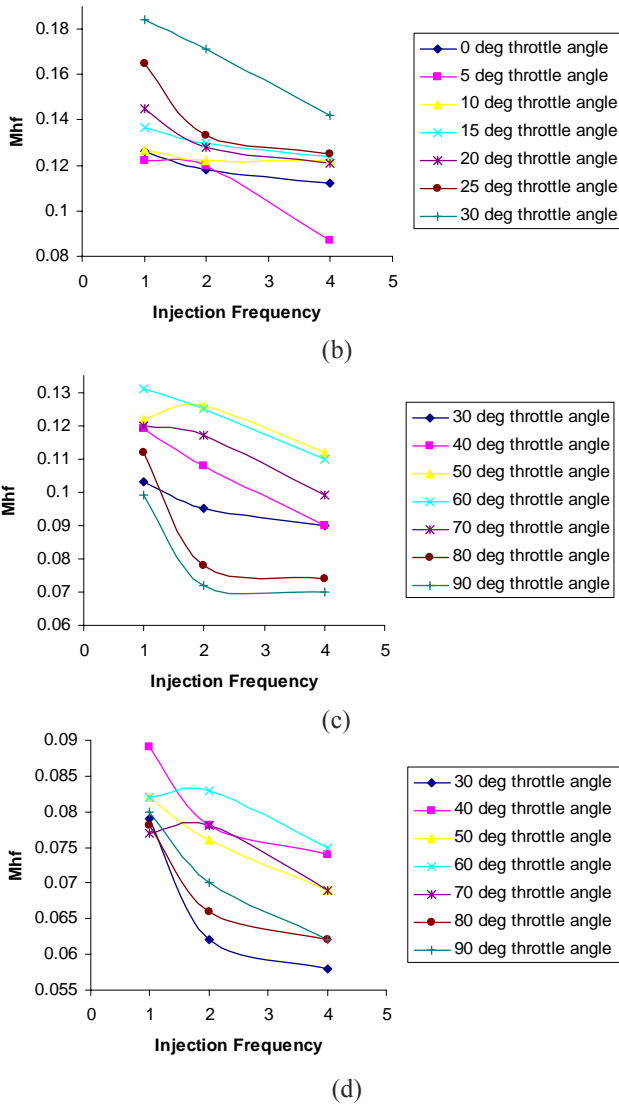 0.18
0.16
0.14
0.12
0.1
0.08
Mhf
0 1 2 3 4 5
Injection Frequency
0 deg throttle angle
5 deg throttle angle
10 deg throttle angle
15 deg throttle angle
20 deg throttle angle
25 deg throttle angle
30 deg throttle angle
(b)
0.13
0.12
0.11
0.1
0.09
0.08
0.07
0.06
Mhf
0 1 2 3 4 5
Injection Frequency
30 deg throttle angle
40 deg throttle angle
50 deg throttle angle
60 deg throttle angle
70 deg throttle angle
80 deg throttle angle
90 deg throttle angle
(c)
0.09
0.085
0.08
0.075
0.07
0.065
0.06
0.055
Mhf
0 1 2 3 4 5
Injection Frequency
30 deg throttle angle
40 deg throttle angle
50 deg throttle angle
60 deg throttle angle
70 deg throttle angle
80 deg throttle angle
90 deg throttle angle
(d)